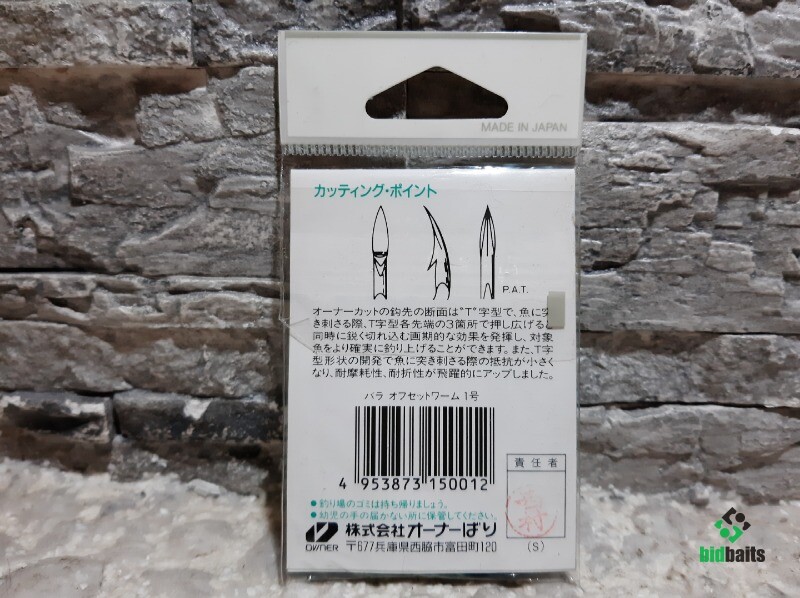 MADE IN JAPAN
カッティング・ポイント
P.A.T.
オーナーカットの鈎先の断面は"T"字型で、魚に突
き刺さる際、T字型各先端の3箇所で押し広げると
同時に鋭く切れ込む画期的な効果を発揮し、対象
魚をより確実に釣り上げることができます。また、T字
型形状の開発で魚に突き刺さる際の抵抗が小さく
なり、耐摩耗性、耐折性が飛躍的にアップしました。
バラ オフセットワーム 1号
4 953873 150012
責任者
●釣り場のゴミは持ち帰りましょう。
●幼児の手の届かない所に保管してください。
OWNER 株式会社オーナーばり
〒677兵庫県西脇市富田町120
(S)
bidbaits